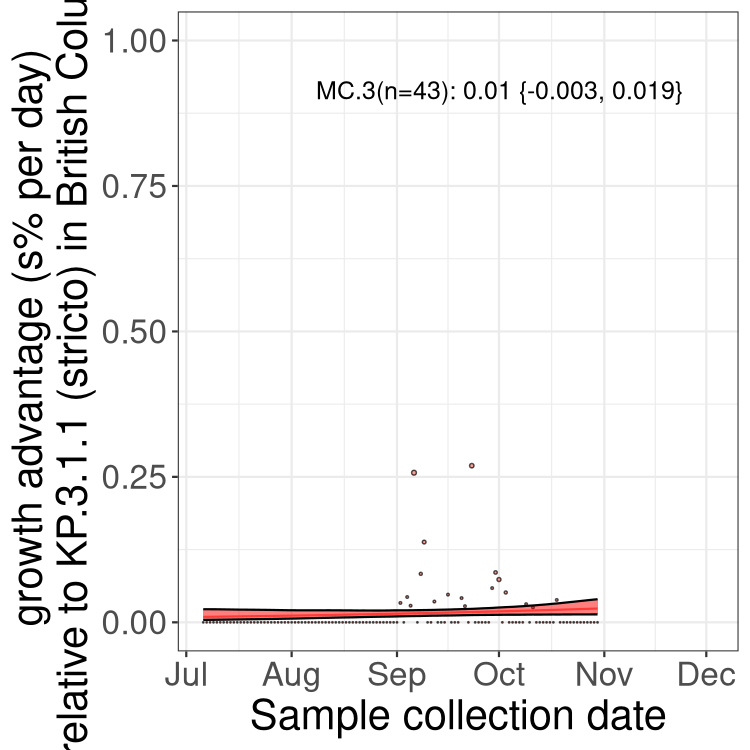 growth advantage (s% per day)
relative to KP.3.1.1 (stricto) in British Colu
1.00
0.75
0.50
0.25
0.00
MC.3(n=43): 0.01 {-0.003, 0.019}
Jul Aug Sep Oct Nov Dec
Sample collection date